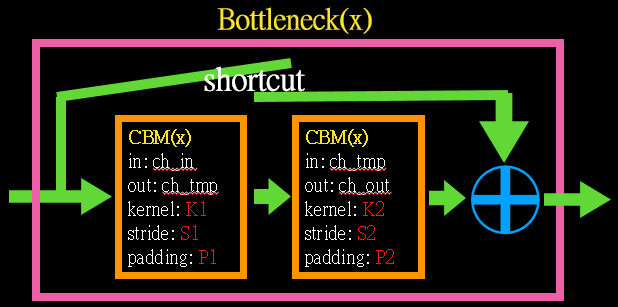 Bottleneck(x)
shortcut
CBM(x)
in: ch_in
out: ch_tmp
kernel: K1
stride: S1
padding: P1
CBM(x)
in: ch_tmp
out: ch_out
kernel: K2
stride: S2
padding: P2